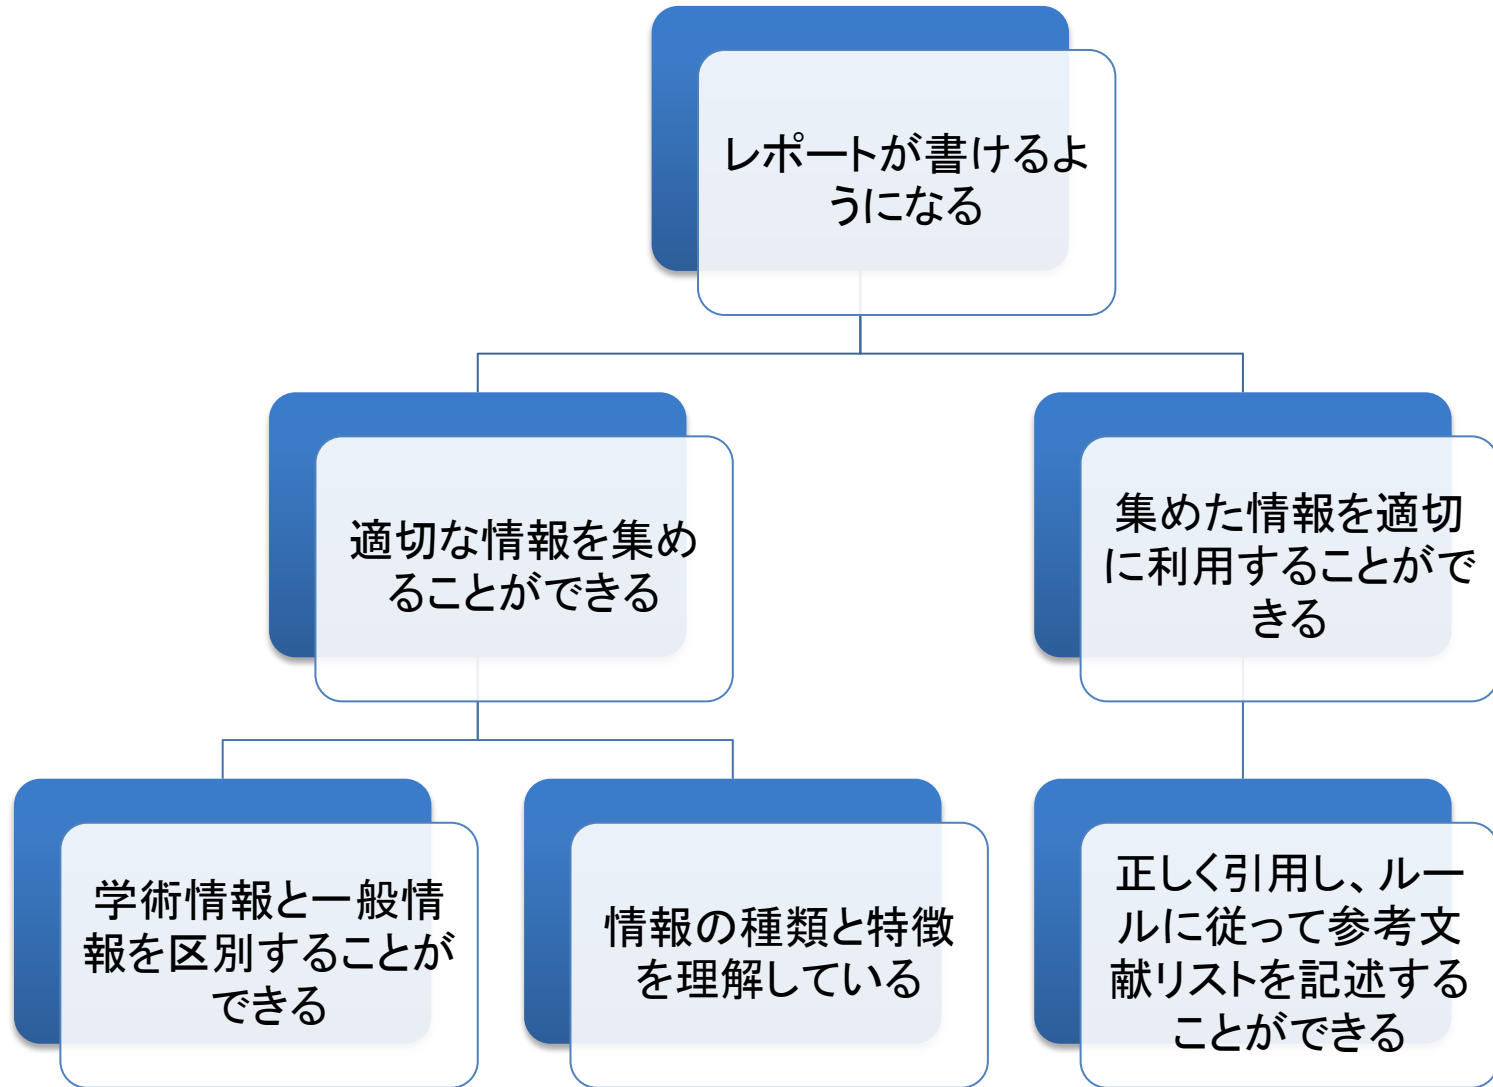 レポートが書けるよ
うになる
適切な情報を集め
ることができる
集めた情報を適切
に利用することがで
きる
学術情報と一般情
報を区別することが
できる
情報の種類と特徴
を理解している
正しく引用し、ルー
ルに従って参考文
献リストを記述する
ことができる